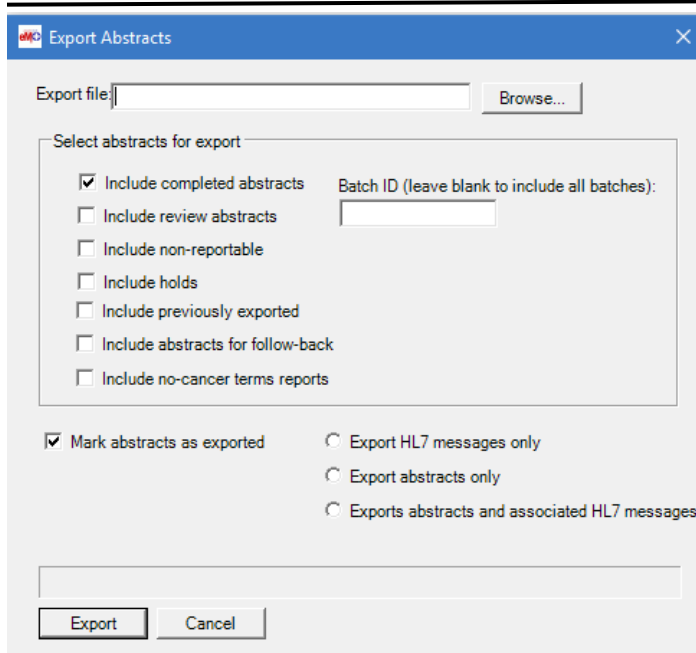 eMC Export Abstracts
Export file:
Browse...
Select abstracts for export
Include completed abstracts
Batch ID (leave blank to include all batches):
Include review abstracts
Include non-reportable
Include holds
Include previously exported
Include abstracts for follow-back
Include no-cancer terms reports
Mark abstracts as exported
Export HL7 messages only
Export abstracts only
Exports abstracts and associated HL7 messages
Export
Cancel